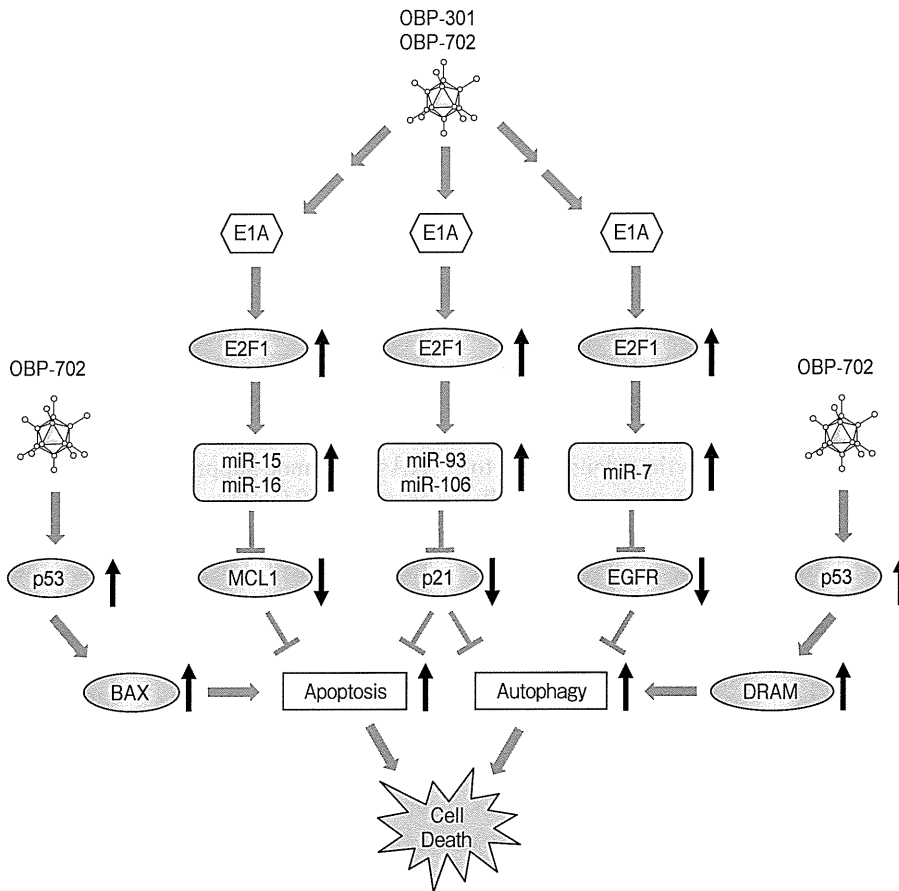 OBP-301
OBP-702
E1A
E1A
E1A
E2F1
E2F1
E2F1
OBP-702
OBP-702
miR-15
miR-16
miR-93
miR-106
miR-7
p53
MCL1
p21
EGFR
p53
BAX
Apoptosis
Autophagy
DRAM
Cell
Death